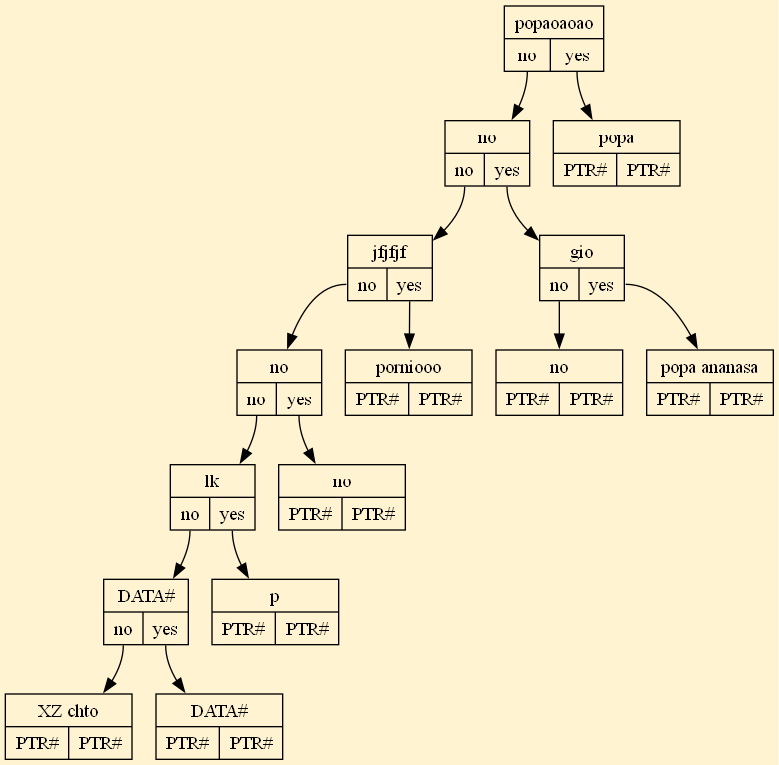 popaoaoao
no yes
no
no yes
popa
PTR# PTR#
jfjfjf
no yes
gio
no yes
no
no yes
porniooo
PTR# PTR#
no
PTR# PTR#
popa ananasa
PTR# PTR#
lk
no yes
no
PTR# PTR#
DATA#
no yes
p
PTR# PTR#
XZ chto
PTR# PTR#
DATA#
PTR# PTR#